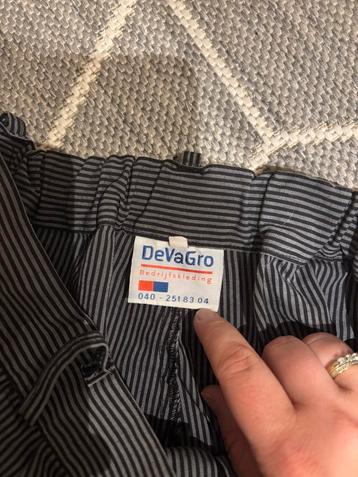 DeVaGro
Bedrijfskleding
040 - 251 83 04